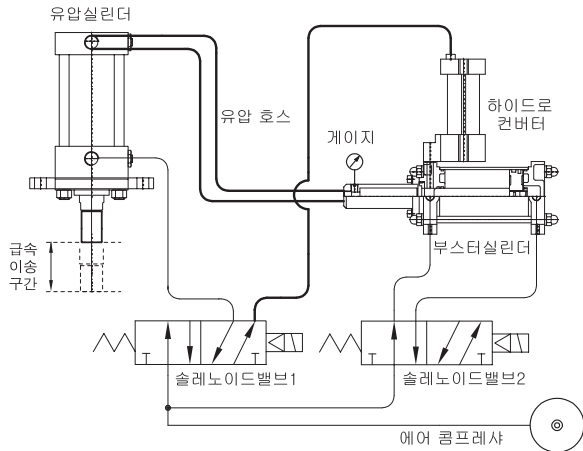 유압실린더
유압 호스
게이지
하이드로
컨버터
부스터실린더
급속
이송
구간
솔레노이드밸브1
솔레노이드밸브2
에어 콤프레샤